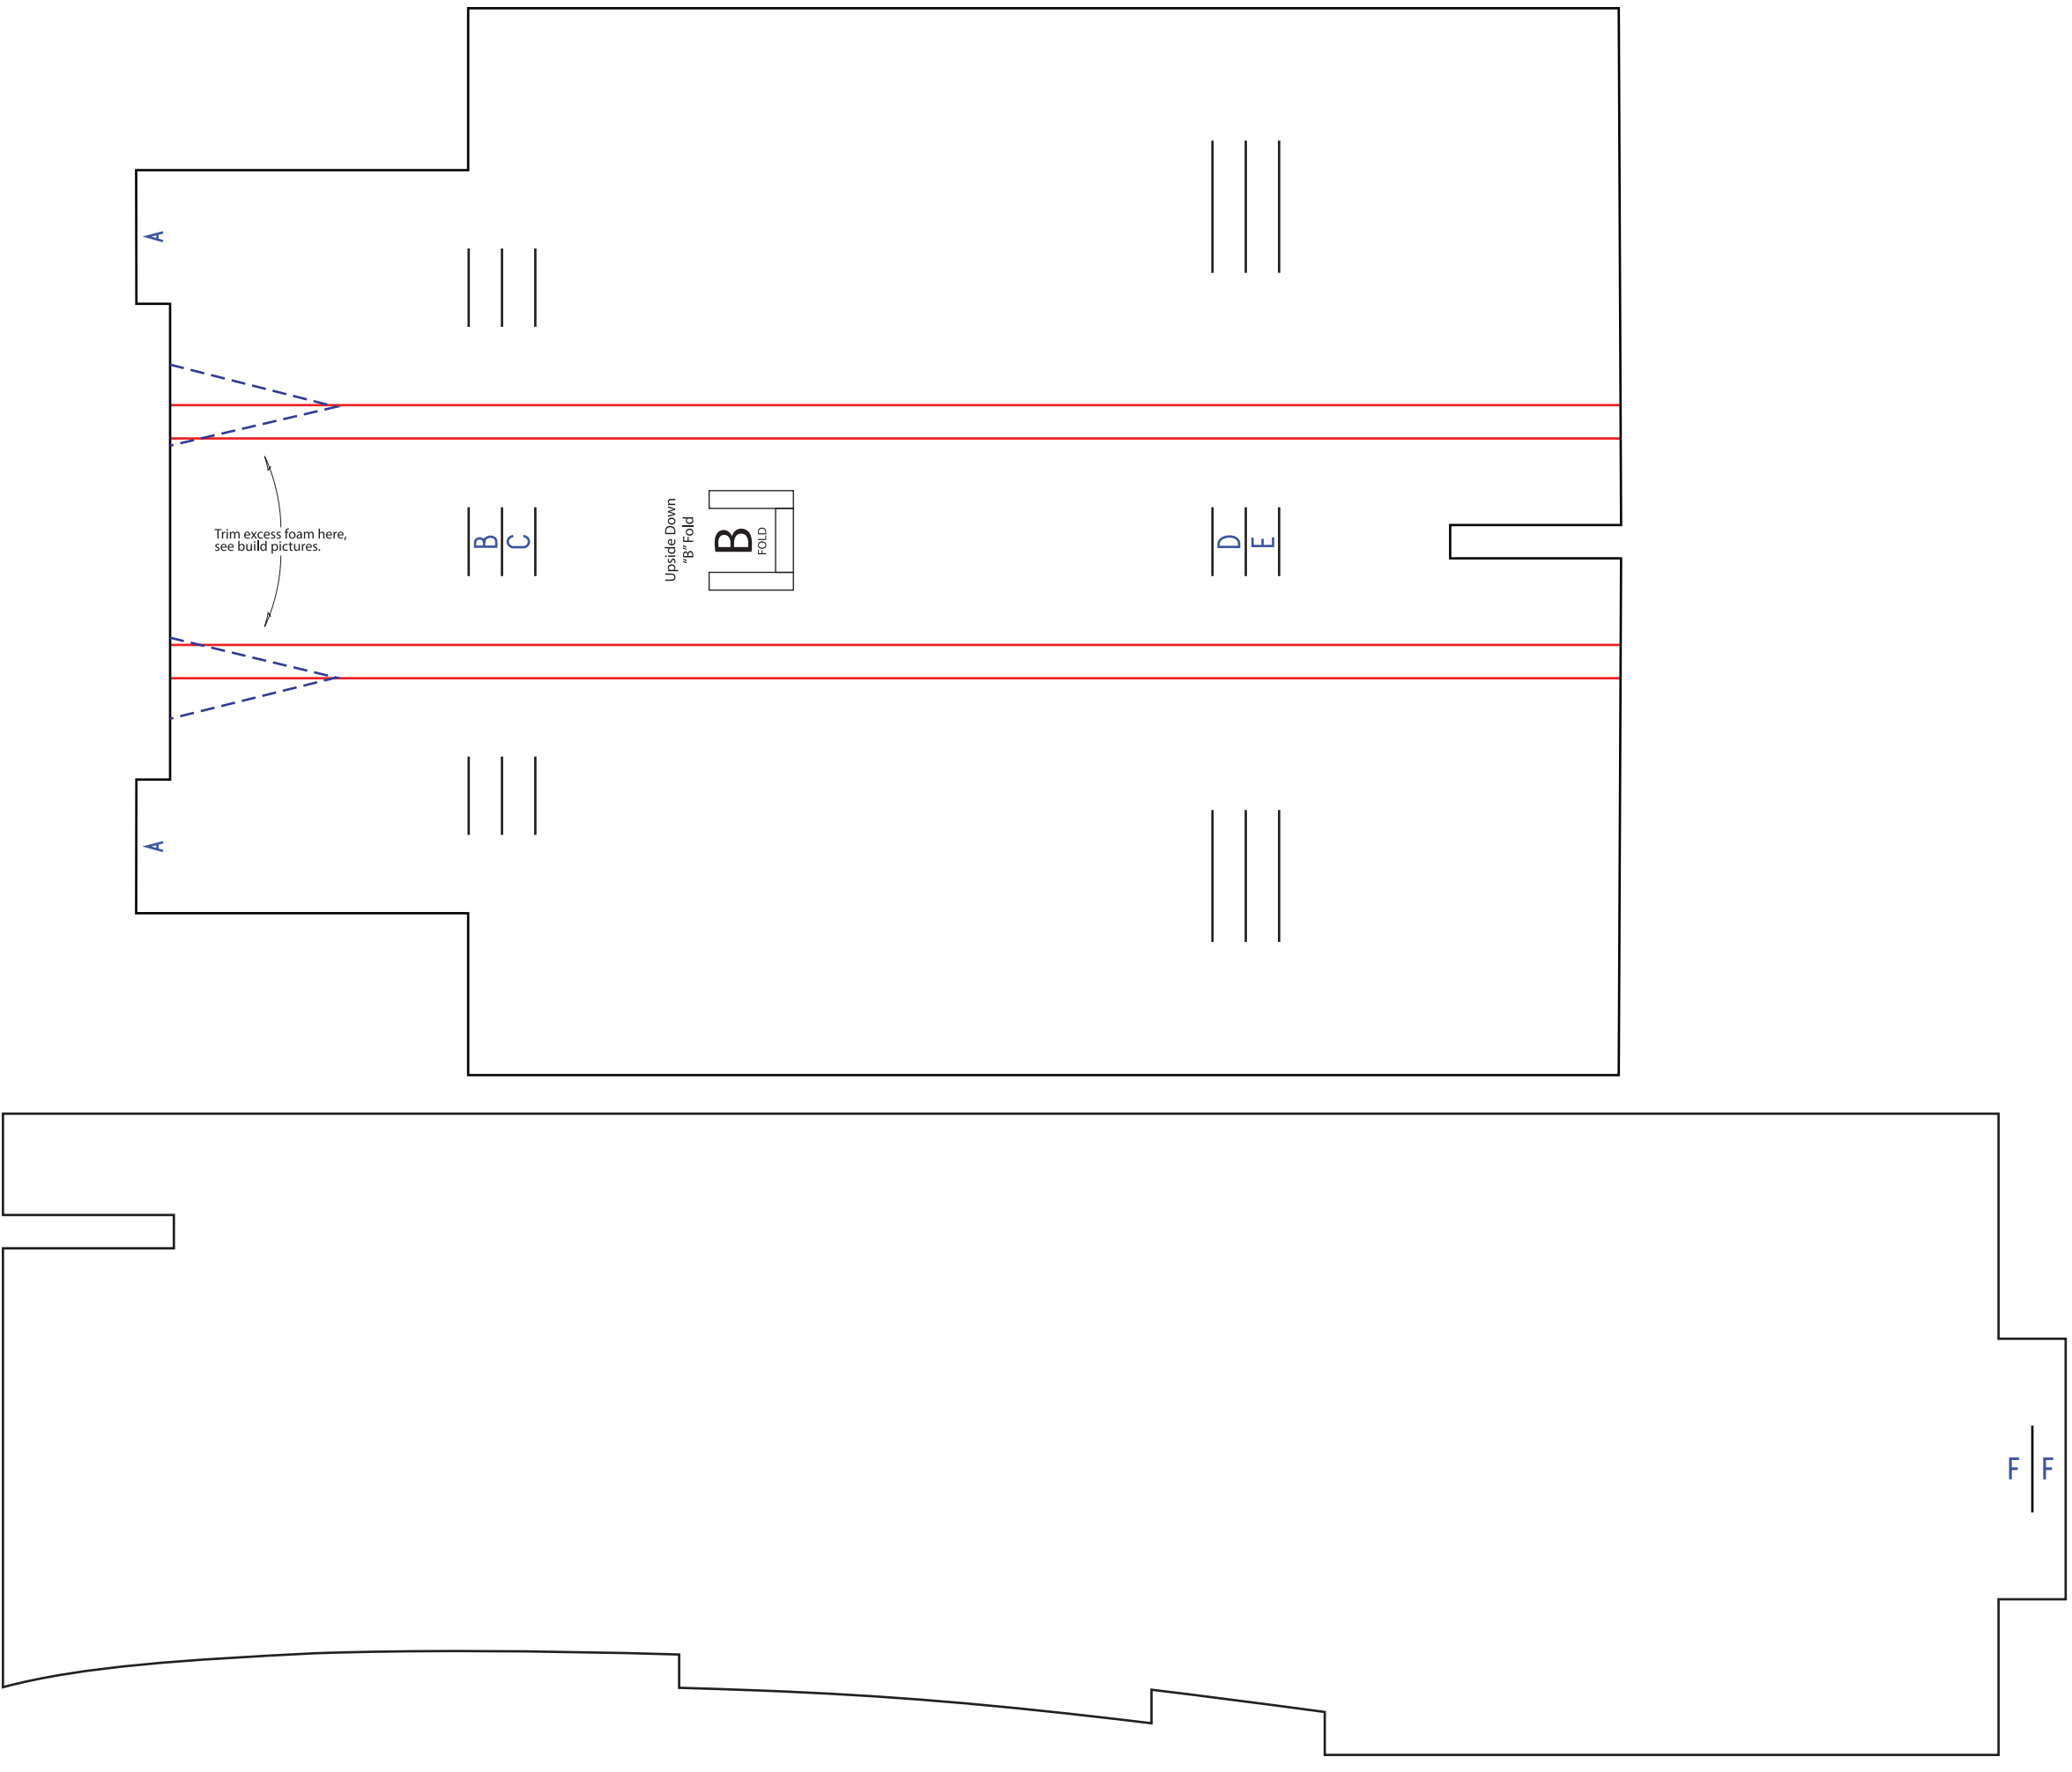 A
Trim excess foam here,
see build pictures.
B
C
Upside Down
“B” Fold
B
FOLD
D
E
A
F
F